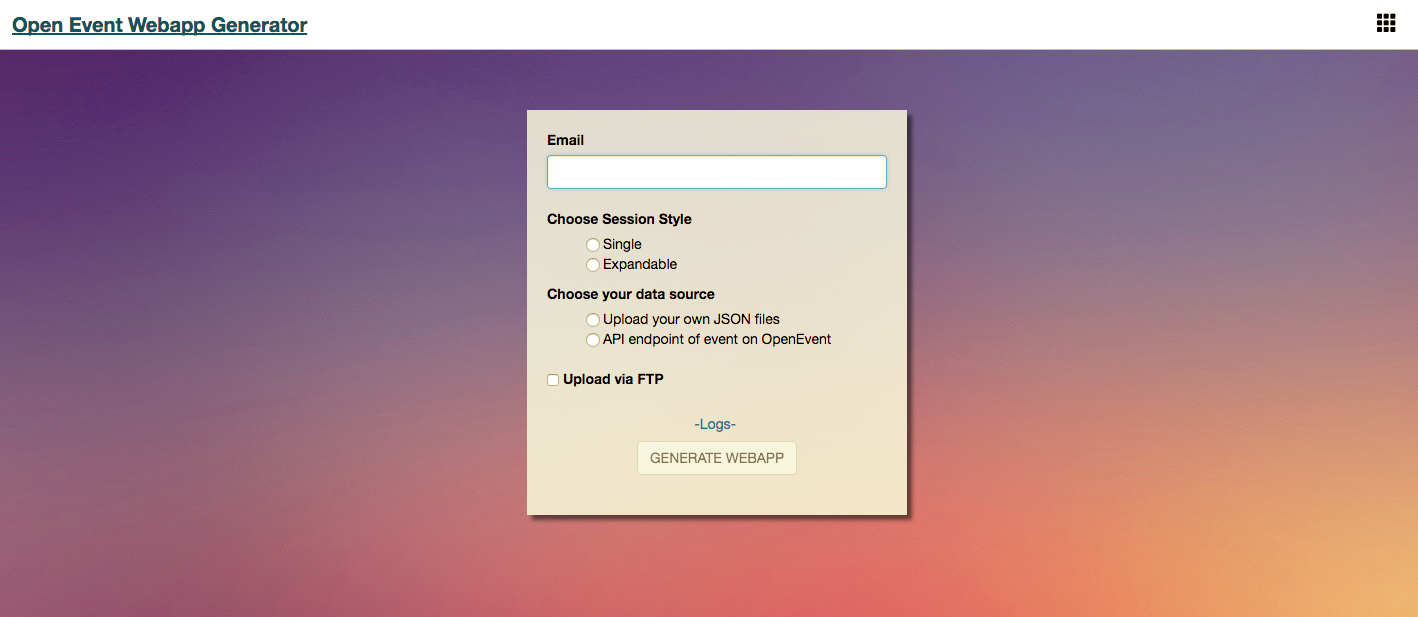 Open Event Webapp Generator
Email
Choose Session Style
Single
Expandable
Choose your data source
Upload your own JSON files
API endpoint of event on OpenEvent
Upload via FTP
-Logs-
GENERATE WEBAPP